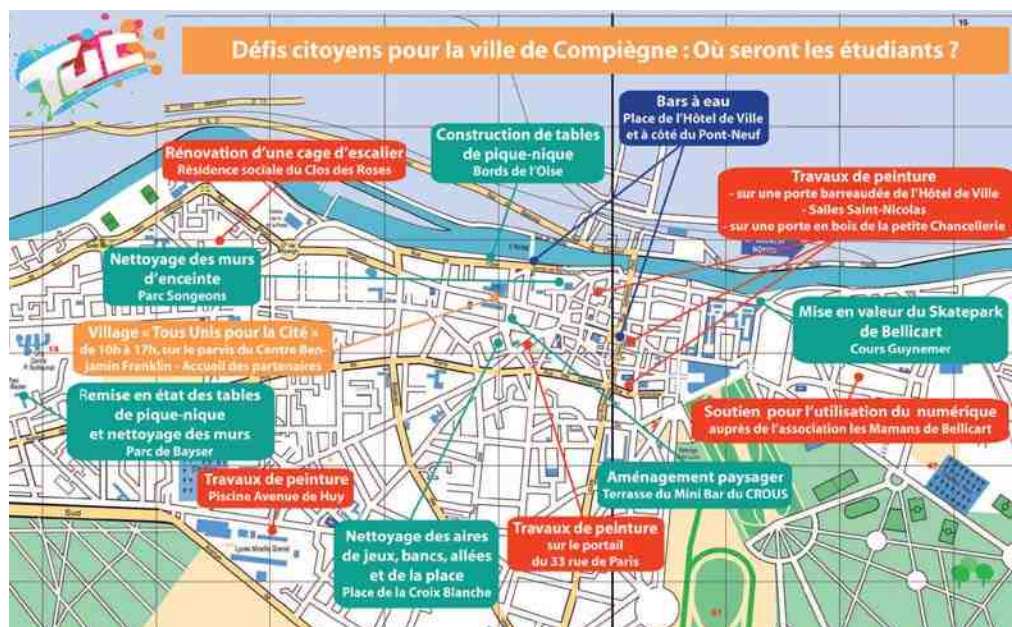 TUC
Défis citoyens pour la ville de Compiègne : Où seront les étudiants ?
Bars à eau
Place de l'Hôtel de Ville
et à côté du Pont-Neuf
Construction de tables
de pique-nique
Bords de l'Oise
Rénovation d'une cage d'escalier
Résidence sociale du Clos des Roses
Travaux de peinture
- sur une porte barreaudée de l'Hôtel de Ville
- Salles Saint-Nicolas
- sur une porte en bois de la petite Chancellerie
Nettoyage des murs
d'enceinte
Parc Songeons
Mise en valeur du Skatepark
de Bellicart
Cours Guynemer
Village « Tous Unis pour la Cité »
de 10h à 17h, sur le parvis du Centre Ben-
jamin Franklin - Accueil des partenaires
Remise en état des tables
de pique-nique
et nettoyage des murs
Parc de Bayser
Soutien pour l'utilisation du numérique
auprès de l'association les Mamans de Bellicart
Travaux de peinture
Piscine Avenue de Huy
Aménagement paysager
Terrasse du Mini Bar du CROUS
Nettoyage des aires
de jeux, bancs, allées
et de la place
Place de la Croix Blanche
Travaux de peinture
sur le portail
du 33 rue de Paris
Sud